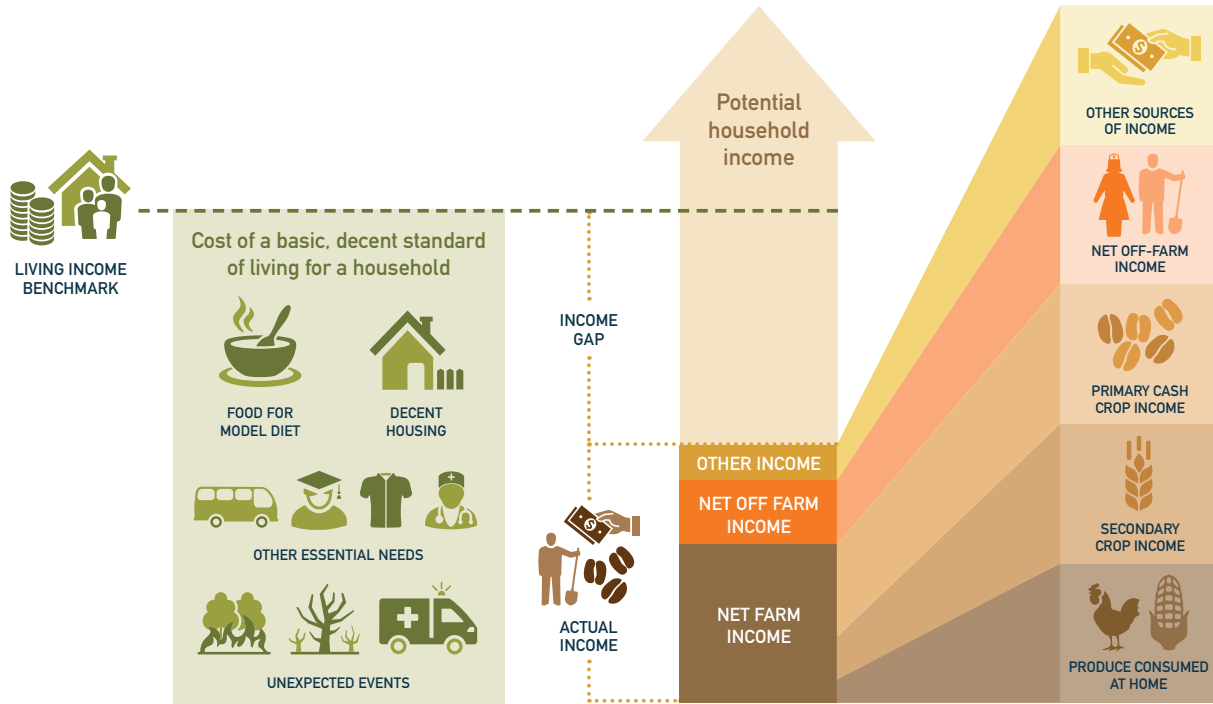 LIVING INCOME
BENCHMARK
Cost of a basic, decent standard
of living for a household
FOOD FOR
MODEL DIET
DECENT
HOUSING
OTHER ESSENTIAL NEEDS
UNEXPECTED EVENTS
INCOME
GAP
ACTUAL
INCOME
Potential
household
income
OTHER INCOME
NET OFF FARM
INCOME
NET FARM
INCOME
OTHER SOURCES
OF INCOME
NET OFF-FARM
INCOME
PRIMARY CASH
CROP INCOME
SECONDARY
CROP INCOME
PRODUCE CONSUMED
AT HOME